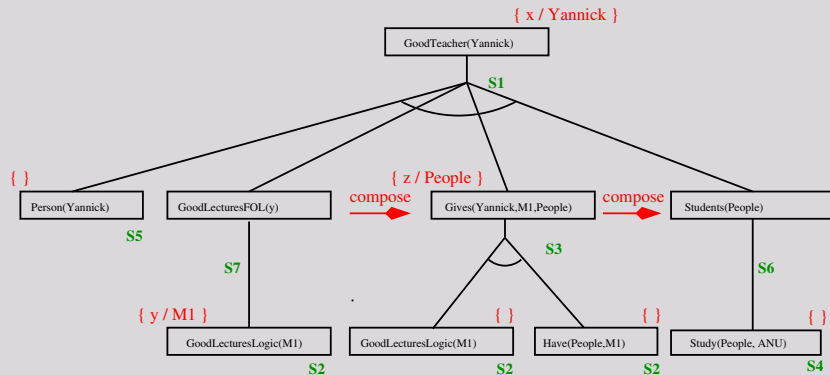 { x / Yannick }
GoodTeacher(Yannick)
S1
{ }
{ z / People }
Person(Yannick)
GoodLecturesFOL(y)
compose
Gives(Yannick,M1,People)
compose
Students(People)
S5
S3
S7
S6
{ y / M1 }
{ }
{ }
{ }
GoodLecturesLogic(M1)
GoodLecturesLogic(M1)
Have(People,M1)
Study(People, ANU)
S2
S2
S2
S4